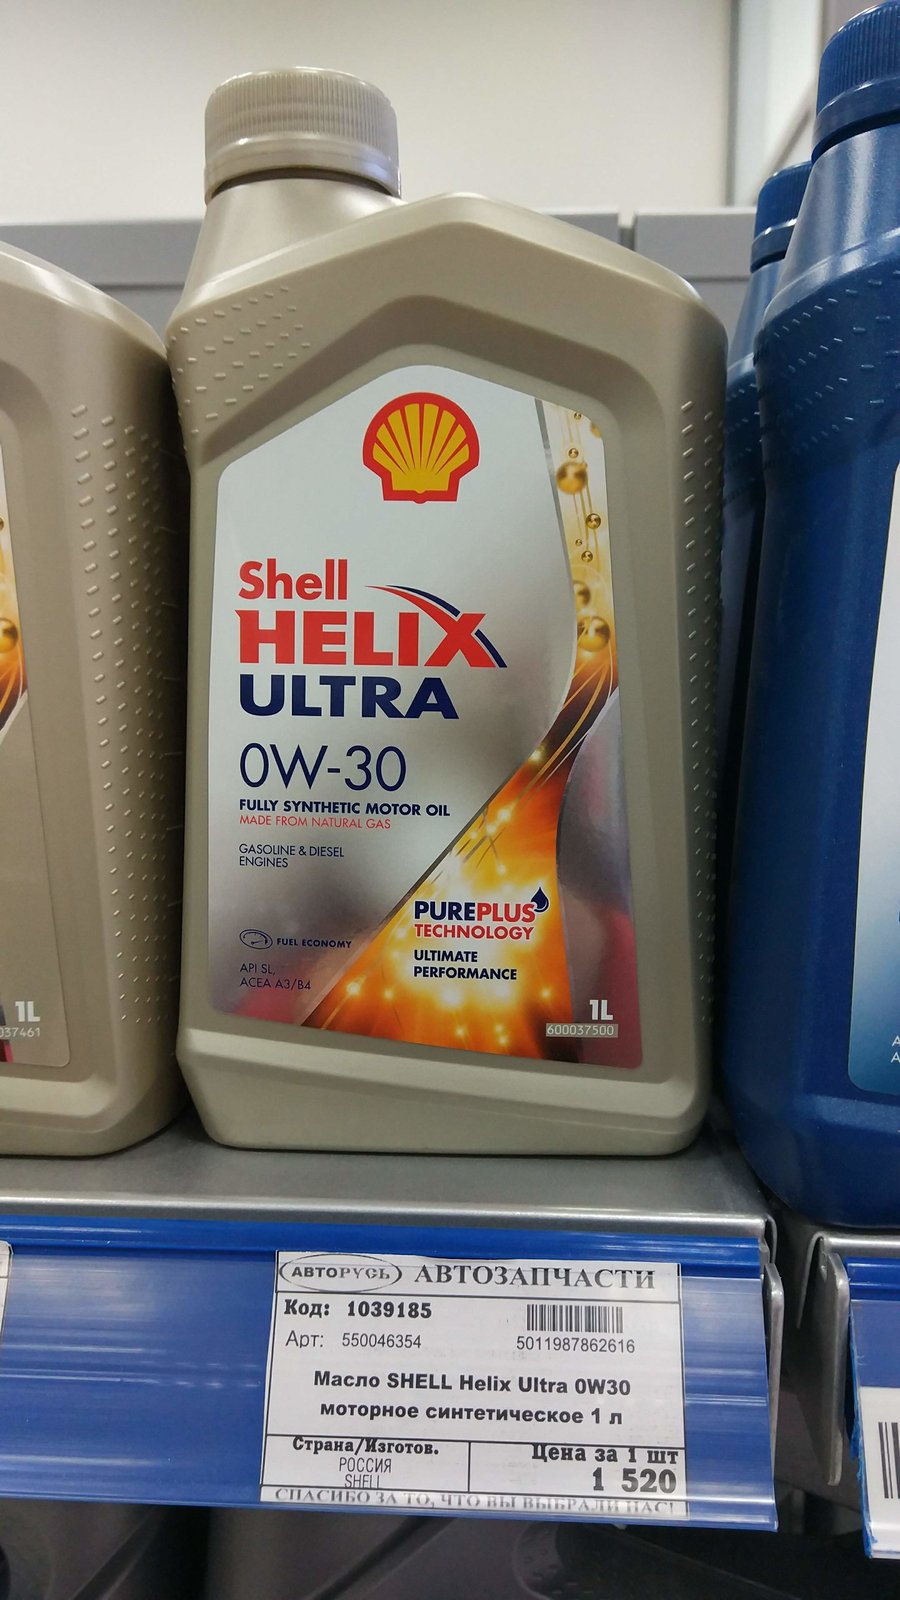 Shell
HELIX
ULTRA
0W-30
FULLY SYNTHETIC MOTOR OIL
MADE FROM NATURAL GAS
GASOLINE & DIESEL
ENGINES
FUEL ECONOMY
API SL,
ACEA A3/B4
PUREPLUS
TECHNOLOGY
ULTIMATE
PERFORMANCE
1L
600037500
1L
037461
АВТОРУСЬ АВТОЗАПЧАСТИ
Код: 1039185
Арт: 550046354
5011987862616
Масло SHELL Helix Ultra 0W30
моторное синтетическое 1 л
Страна/Изготов.
РОССИЯ
SHELL
Цена за 1 шт
1 520
СПАСИБО ЗА ТО, ЧТО ВЫ ВЫБРАЛИ НАС!